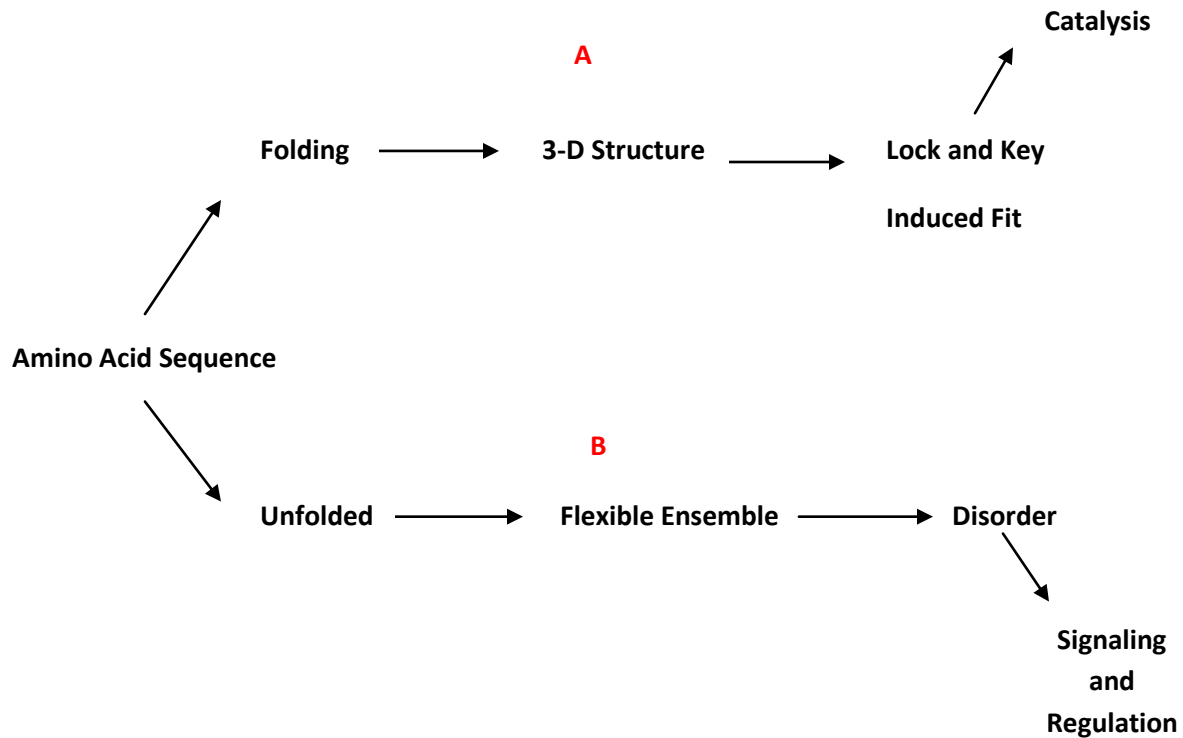 Catalysis
A
Folding
3-D Structure
Lock and Key
Induced Fit
Amino Acid Sequence
B
Unfolded
Flexible Ensemble
Disorder
Signaling
and
Regulation